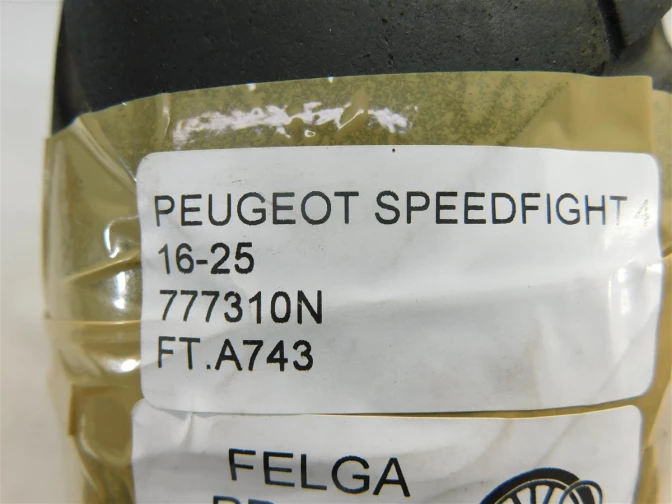 PEUGEOT SPEEDFIGHT 4
16-25
777310N
FT.A743
FELGA